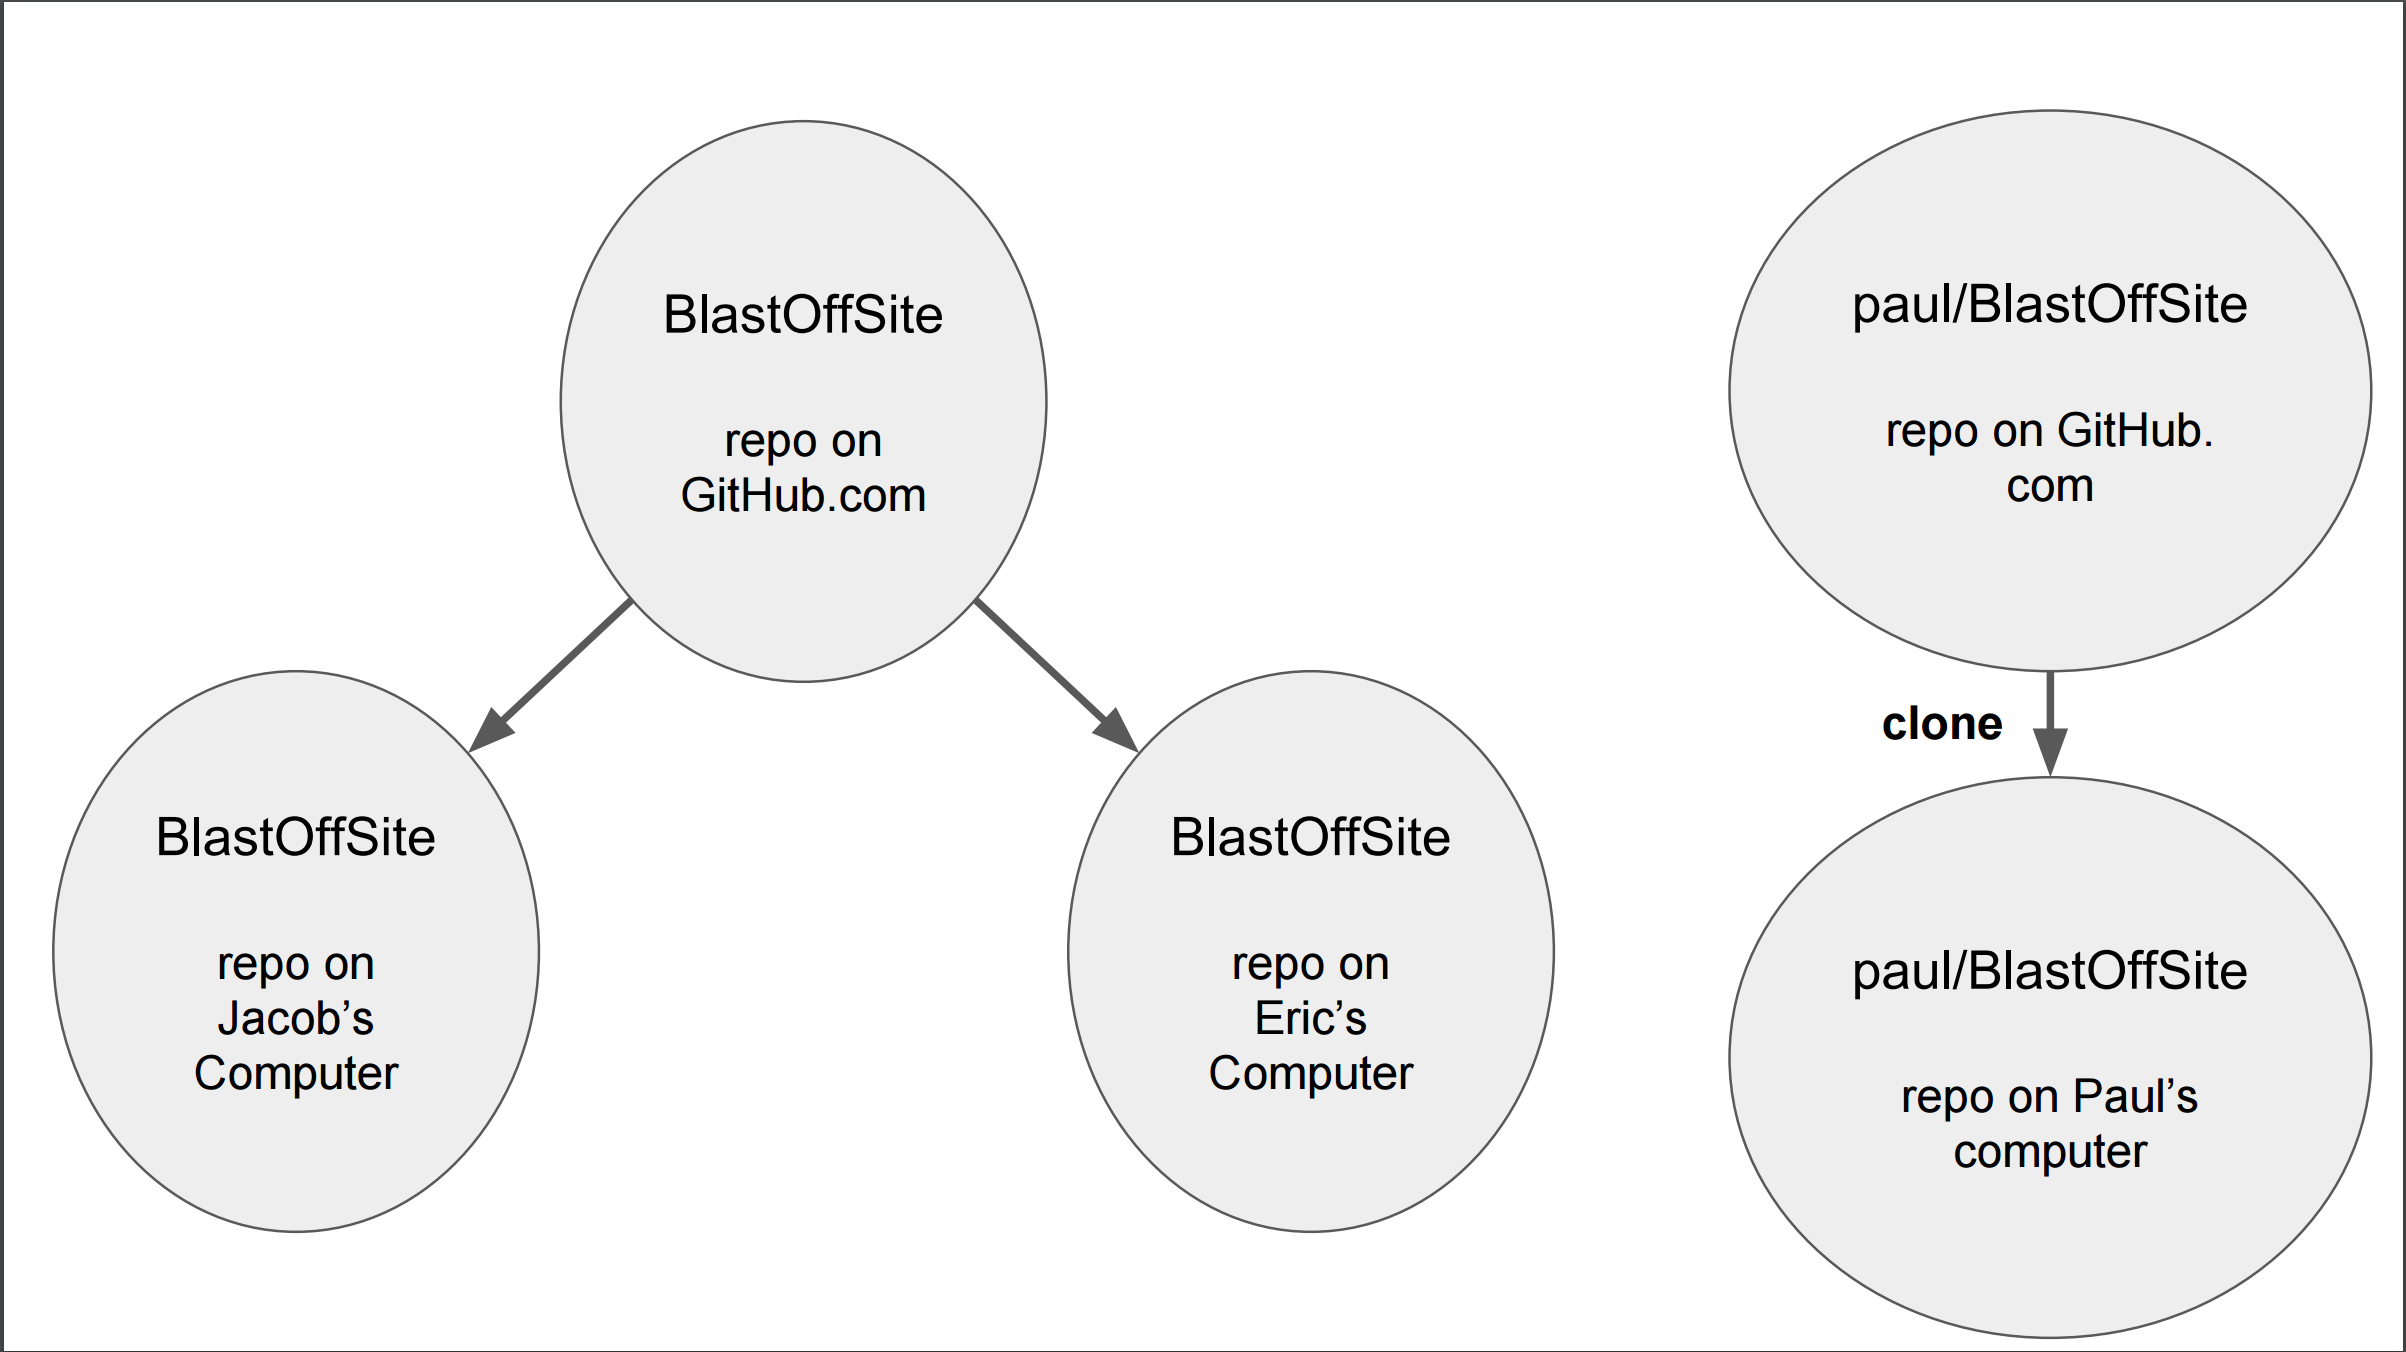 BlastOffSite
repo on
GitHub.com
paul/BlastOffSite
repo on GitHub.
com
clone
BlastOffSite
repo on
Jacob’s
Computer
BlastOffSite
repo on
Eric’s
Computer
paul/BlastOffSite
repo on Paul’s
computer